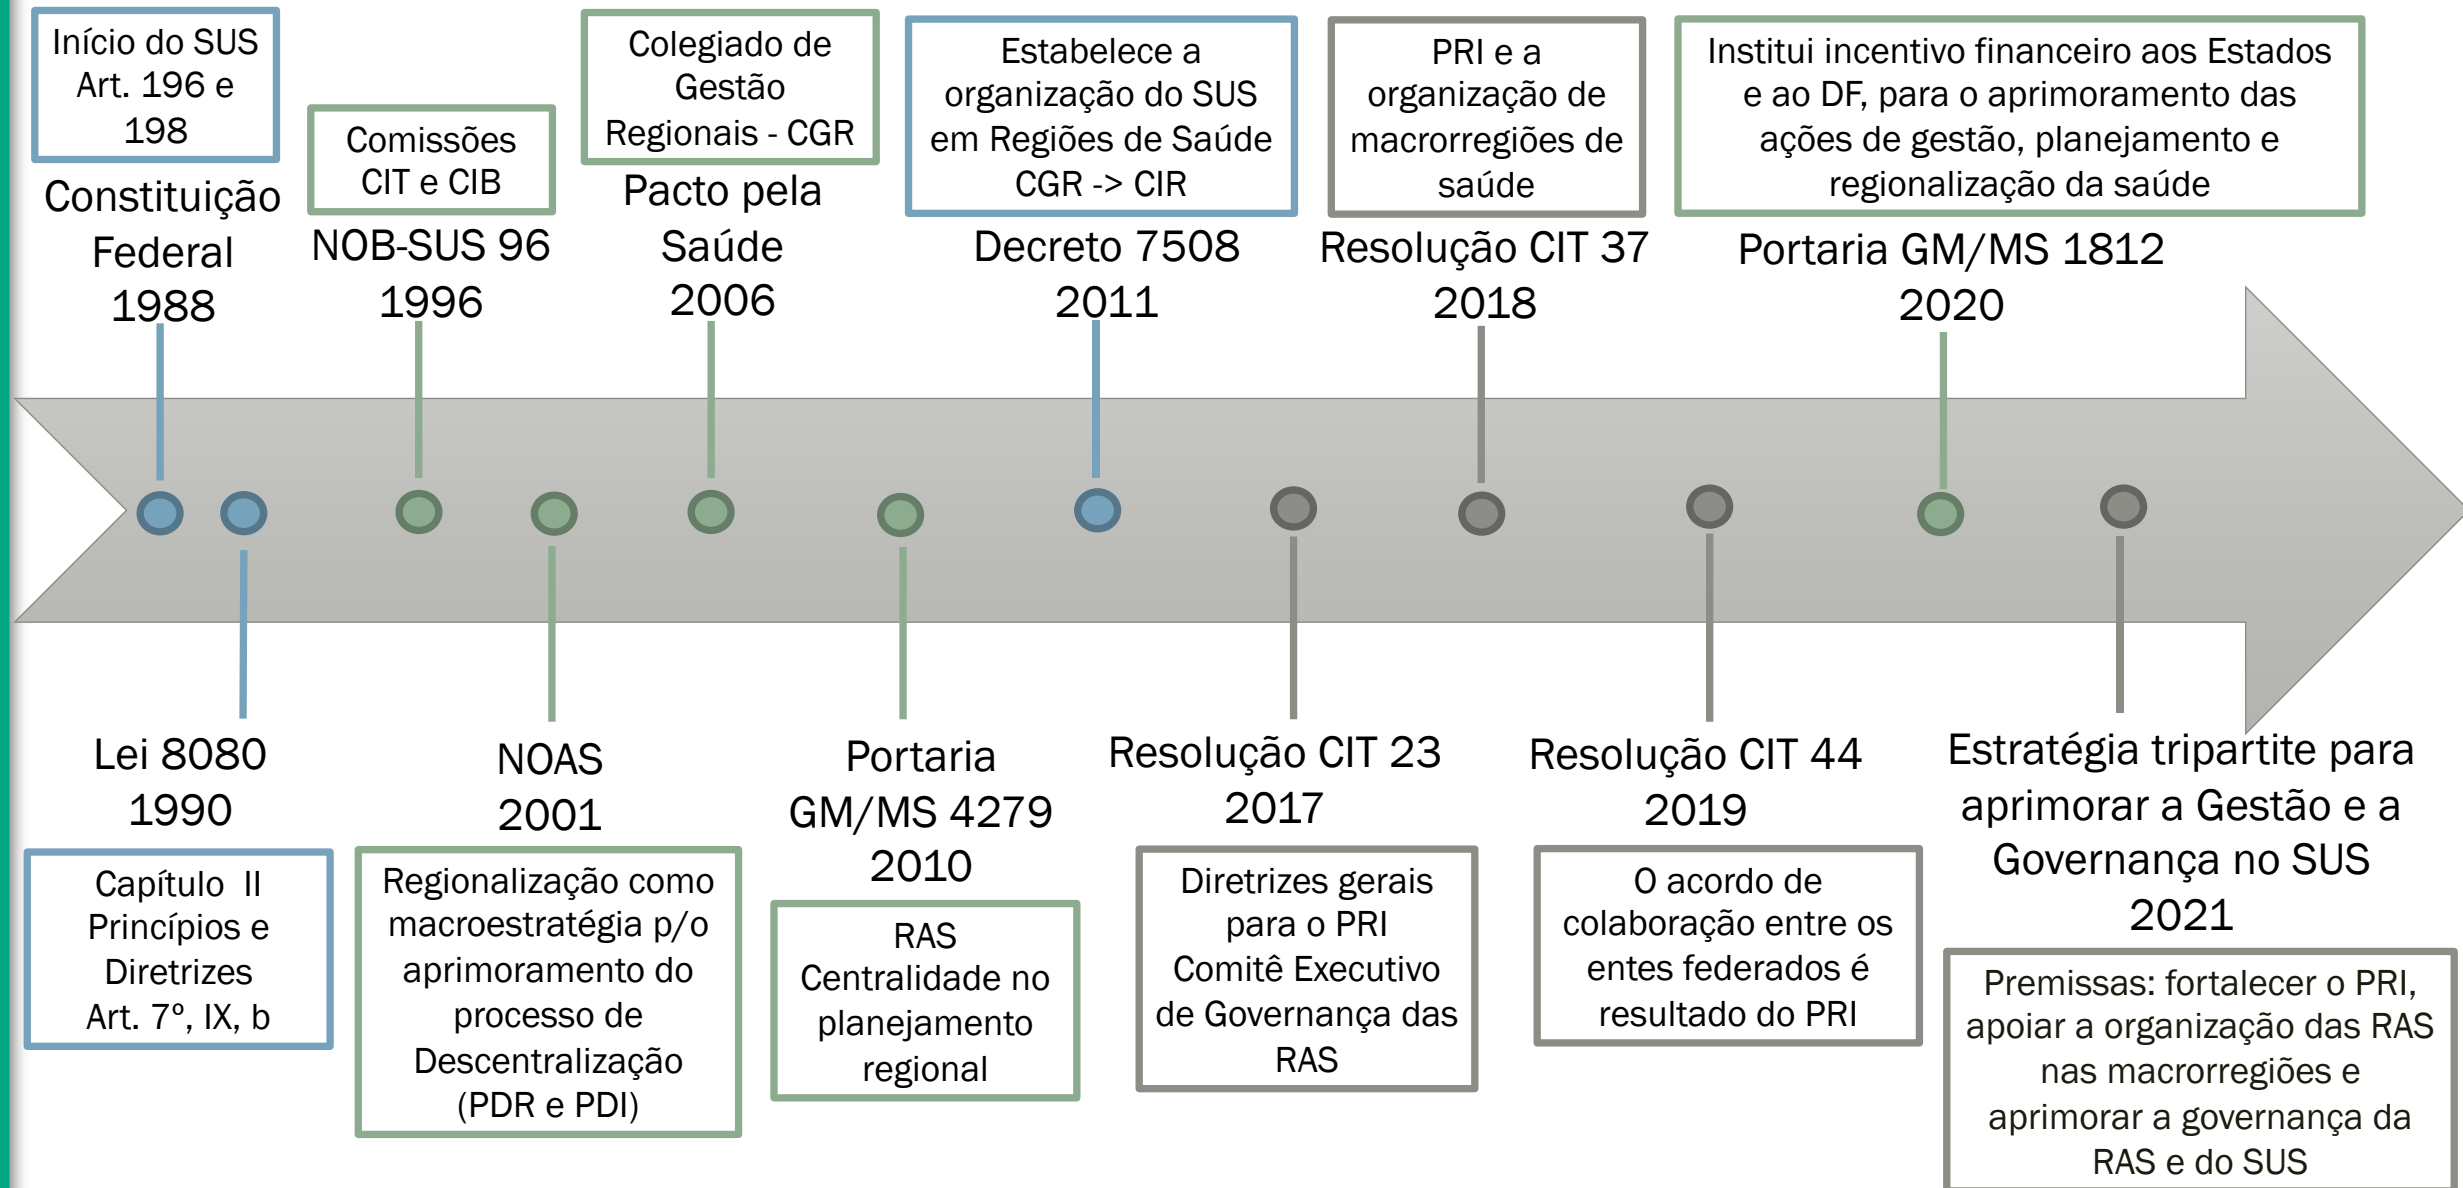 Início do SUS
Art. 196 e
198
Constituição
Federal
1988
Comissões
CIT e CIB
NOB-SUS 96
1996
Colegiado de
Gestão
Regionais - CGR
Pacto pela
Saúde
2006
Estabelece a
organização do SUS
em Regiões de Saúde
CGR -> CIR
Decreto 7508
2011
PRI e a
organização de
macrorregiões de
saúde
Resolução CIT 37
2018
Institui incentivo financeiro aos Estados
e ao DF, para o aprimoramento das
ações de gestão, planejamento e
regionalização da saúde
Portaria GM/MS 1812
2020
Lei 8080
1990
Capítulo  II
Princípios e
Diretrizes
Art. 7º, IX, b
NOAS
2001
Regionalização como
macroestratégia p/o
aprimoramento do
processo de
Descentralização
(PDR e PDI)
Portaria
GM/MS 4279
2010
RAS
Centralidade no
planejamento
regional
Resolução CIT 23
2017
Diretrizes gerais
para o PRI
Comitê Executivo
de Governança das
RAS
Resolução CIT 44
2019
O acordo de
colaboração entre os
entes federados é
resultado do PRI
Estratégia tripartite para
aprimorar a Gestão e a
Governança no SUS
2021
Premissas: fortalecer o PRI,
apoiar a organização das RAS
nas macrorregiões e
aprimorar a governança da
RAS e do SUS